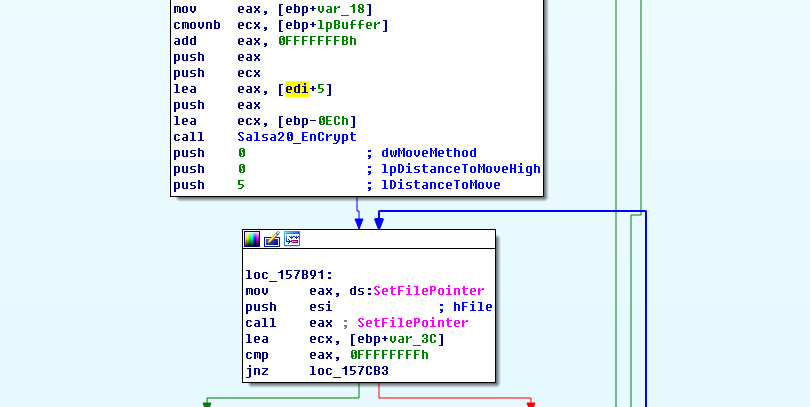 mov eax, [ebp+var_18]
cmovnb ecx, [ebp+lpBuffer]
add eax, 0FFFFFFFBh
push eax
push ecx
lea eax, [edi+5]
push eax
lea ecx, [ebp-0ECh]
call Salsa20_EnCrypt
push 0 ; dwMoveMethod
push 0 ; lpDistanceToMoveHigh
push 5 ; lDistanceToMove
loc_157B91:
mov eax, ds:SetFilePointer
push esi ; hFile
call eax ; SetFilePointer
lea ecx, [ebp+var_3C]
cmp eax, 0FFFFFFFFh
jnz loc_157CB3